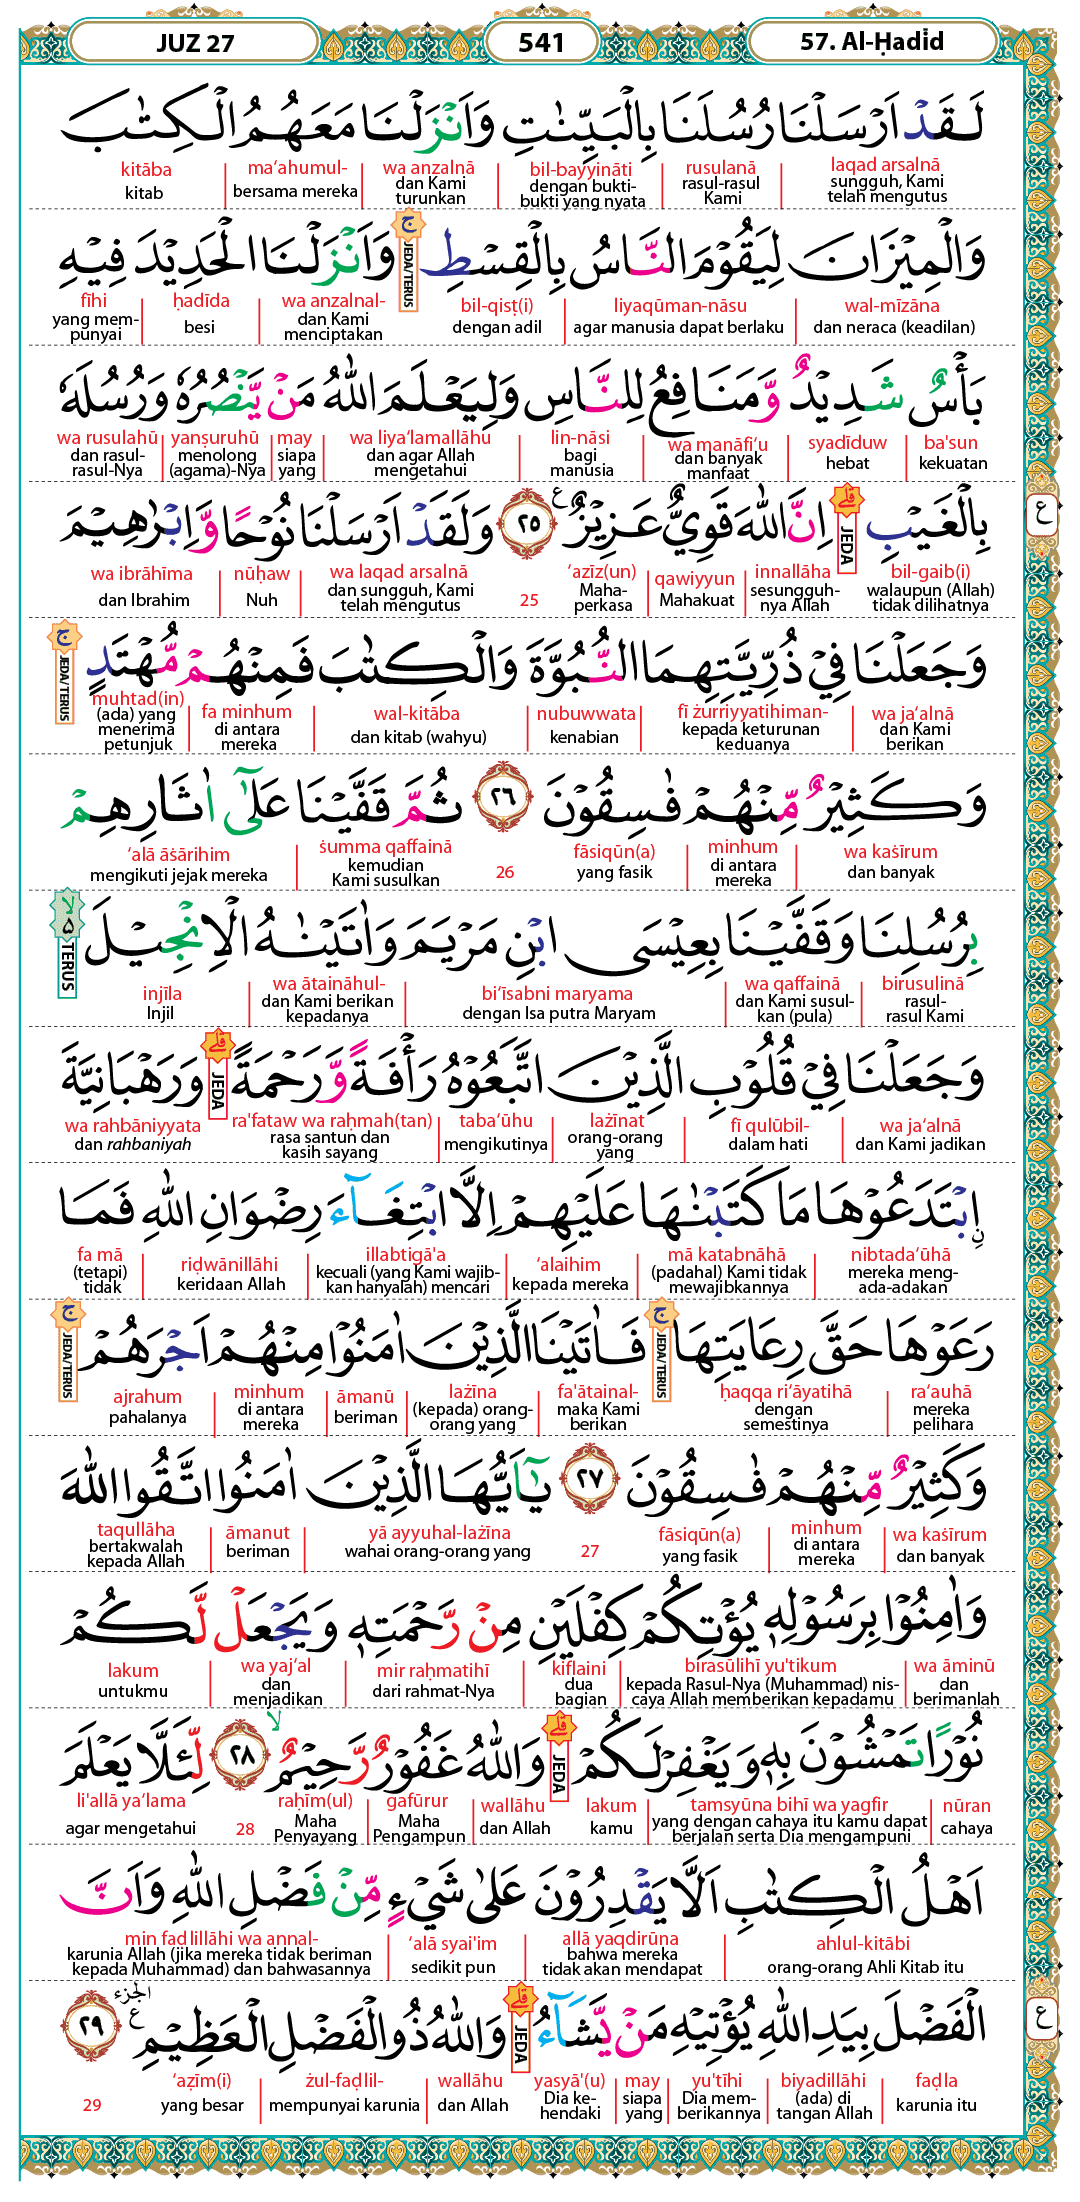 JUZ 27
541
57. Al-Ḥadīd
لَقَدْ اَرْسَلْنَا رُسُلَنَا بِالْبَيِّنٰتِ وَاَنْزَلْنَا مَعَهُمُ الْكِتٰبَ
laqad arsalnā rusulanā bil-bayyināti wa anzalnā ma‘ahumul- kitāba
sungguh, Kami telah mengutus rasul-rasul Kami dengan bukti-bukti yang nyata dan Kami turunkan bersama mereka kitab
وَالْمِيْزَانَ لِيَقُوْمَ النَّاسُ بِالْقِسْطِ ۚ وَاَنْزَلْنَا الْحَدِيْدَ فِيْهِ
JEDA/TERUS
wal-mīzāna liyaqūman-nāsu bil-qisṭ(i) wa anzalnal- ḥadīda fīhi
dan neraca (keadilan) agar manusia dapat berlaku dengan adil dan Kami menciptakan besi yang mem-punyai
بَأْسٌ شَدِيْدٌ وَّمَنَافِعُ لِلنَّاسِ وَلِيَعْلَمَ اللّٰهُ مَنْ يَّنْصُرُهٗ وَرُسُلَهٗ
ba'sun syadīduw wa manāfi‘u lin-nāsi wa liya‘lamallāhu may yanṣuruhū wa rusulahū
kekuatan hebat dan banyak manfaat bagi manusia dan agar Allah mengetahui siapa yang menolong (agama)-Nya dan rasul-rasul-Nya
بِالْغَيْبِ ۗ اِنَّ اللّٰهَ قَوِيٌّ عَزِيْزٌ ࣖ ٢٥ وَلَقَدْ اَرْسَلْنَا نُوْحًا وَّاِبْرٰهِيْمَ
JEDA
ع
bil-gaib(i) innallāha qawiyyun ‘azīz(un) 25 wa laqad arsalnā nūḥaw wa ibrāhīma
walaupun (Allah) tidak dilihatnya sesungguh-nya Allah Mahakuat Maha-perkasa dan sungguh, Kami telah mengutus Nuh dan Ibrahim
وَجَعَلْنَا فِيْ ذُرِّيَّتِهِمَا النُّبُوَّةَ وَالْكِتٰبَ فَمِنْهُمْ مُّهْتَدٍ ۚ
JEDA/TERUS
wa ja‘alnā fī żurriyyatihiman- nubuwwata wal-kitāba fa minhum muhtad(in)
dan Kami berikan kepada keturunan keduanya kenabian dan kitab (wahyu) di antara mereka (ada) yang menerima petunjuk
وَكَثِيْرٌ مِّنْهُمْ فٰسِقُوْنَ ٢٦ ثُمَّ قَفَّيْنَا عَلٰٓى اٰثَارِهِمْ
wa kaṡīrum minhum fāsiqūn(a) 26 ṡumma qaffainā ‘alā āṡārihim
dan banyak di antara mereka yang fasik kemudian Kami susulkan mengikuti jejak mereka
بِرُسُلِنَا وَقَفَّيْنَا بِعِيْسَى ابْنِ مَرْيَمَ وَاٰتَيْنٰهُ الْاِنْجِيْلَ ەۙ
TERUS
birusulinā wa qaffainā bi‘īsabni maryama wa ātaināhul- injīla
rasul-rasul Kami dan Kami susul-kan (pula) dengan Isa putra Maryam dan Kami berikan kepadanya Injil
وَجَعَلْنَا فِيْ قُلُوْبِ الَّذِيْنَ اتَّبَعُوْهُ رَأْفَةً وَّرَحْمَةً ۗ وَرَهْبَانِيَّةَ
JEDA
wa ja‘alnā fī qulūbil- lażīnat taba‘ūhu ra'fataw wa raḥmah(tan) wa rahbāniyyata
dan Kami jadikan dalam hati orang-orang yang mengikutinya rasa santun dan kasih sayang dan rahbaniyah
ۨابْتَدَعُوْهَا مَا كَتَبْنٰهَا عَلَيْهِمْ اِلَّا ابْتِغَاۤءَ رِضْوَانِ اللّٰهِ فَمَا
nibtada‘ūhā mā katabnāhā ‘alaihim illabtigā'a riḍwānillāhi fa mā
mereka meng-ada-adakan (padahal) Kami tidak mewajibkannya kepada mereka kecuali (yang Kami wajib-kan hanyalah) mencari keridaan Allah (tetapi) tidak
رَعَوْهَا حَقَّ رِعَايَتِهَا ۚ فَاٰتَيْنَا الَّذِيْنَ اٰمَنُوْا مِنْهُمْ اَجْرَهُمْ ۚ
JEDA/TERUS
JEDA/TERUS
ra‘auhā ḥaqqa ri‘āyatihā fa'ātainal- lażīna āmanū minhum ajrahum
mereka pelihara dengan semestinya maka Kami berikan (kepada) orang-orang yang beriman di antara mereka pahalanya
وَكَثِيْرٌ مِّنْهُمْ فٰسِقُوْنَ ٢٧ يٰٓاَيُّهَا الَّذِيْنَ اٰمَنُوا اتَّقُوا اللّٰهَ
wa kaṡīrum minhum fāsiqūn(a) 27 yā ayyuhal-lażīna āmanut taqullāha
dan banyak di antara mereka yang fasik wahai orang-orang yang beriman bertakwalah kepada Allah
وَاٰمِنُوْا بِرَسُوْلِهٖ يُؤْتِكُمْ كِفْلَيْنِ مِنْ رَّحْمَتِهٖ وَيَجْعَلْ لَّكُمْ
wa āminū birasūlihī yu'tikum kiflaini mir raḥmatihī wa yaj‘al lakum
dan berimanlah kepada Rasul-Nya (Muhammad) nis-caya Allah memberikan kepadamu dua bagian dari rahmat-Nya dan menjadikan untukmu
نُوْرًا تَمْشُوْنَ بِهٖ وَيَغْفِرْ لَكُمْ ۗ وَاللّٰهُ غَفُوْرٌ رَّحِيْمٌ ۙ ٢٨ لِّئَلَّا يَعْلَمَ
JEDA
nūran tamsyūna bihī wa yagfir lakum wallāhu gafūrur raḥīm(ul) 28 li'allā ya‘lama
cahaya yang dengan cahaya itu kamu dapat berjalan serta Dia mengampuni kamu dan Allah Maha Pengampun Maha Penyayang agar mengetahui
اَهْلُ الْكِتٰبِ اَلَّا يَقْدِرُوْنَ عَلٰى شَيْءٍ مِّنْ فَضْلِ اللّٰهِ وَاَنَّ
ahlul-kitābi allā yaqdirūna ‘alā syai'im min faḍlillāhi wa annal-
orang-orang Ahli Kitab itu bahwa mereka tidak akan mendapat sedikit pun karunia Allah (jika mereka tidak beriman kepada Muhammad) dan bahwasannya
الْفَضْلَ بِيَدِ اللّٰهِ يُؤْتِيْهِ مَنْ يَّشَاۤءُ ۗ وَاللّٰهُ ذُو الْفَضْلِ الْعَظِيْمِ ࣖ الجزء ٢٩
JEDA
ع
faḍla biyadillāhi yu'tīhi may yasyā'(u) wallāhu żul-faḍlil- ‘aẓīm(i) 29
karunia itu (ada) di tangan Allah Dia mem-berikannya siapa yang Dia ke-hendaki dan Allah mempunyai karunia yang besar